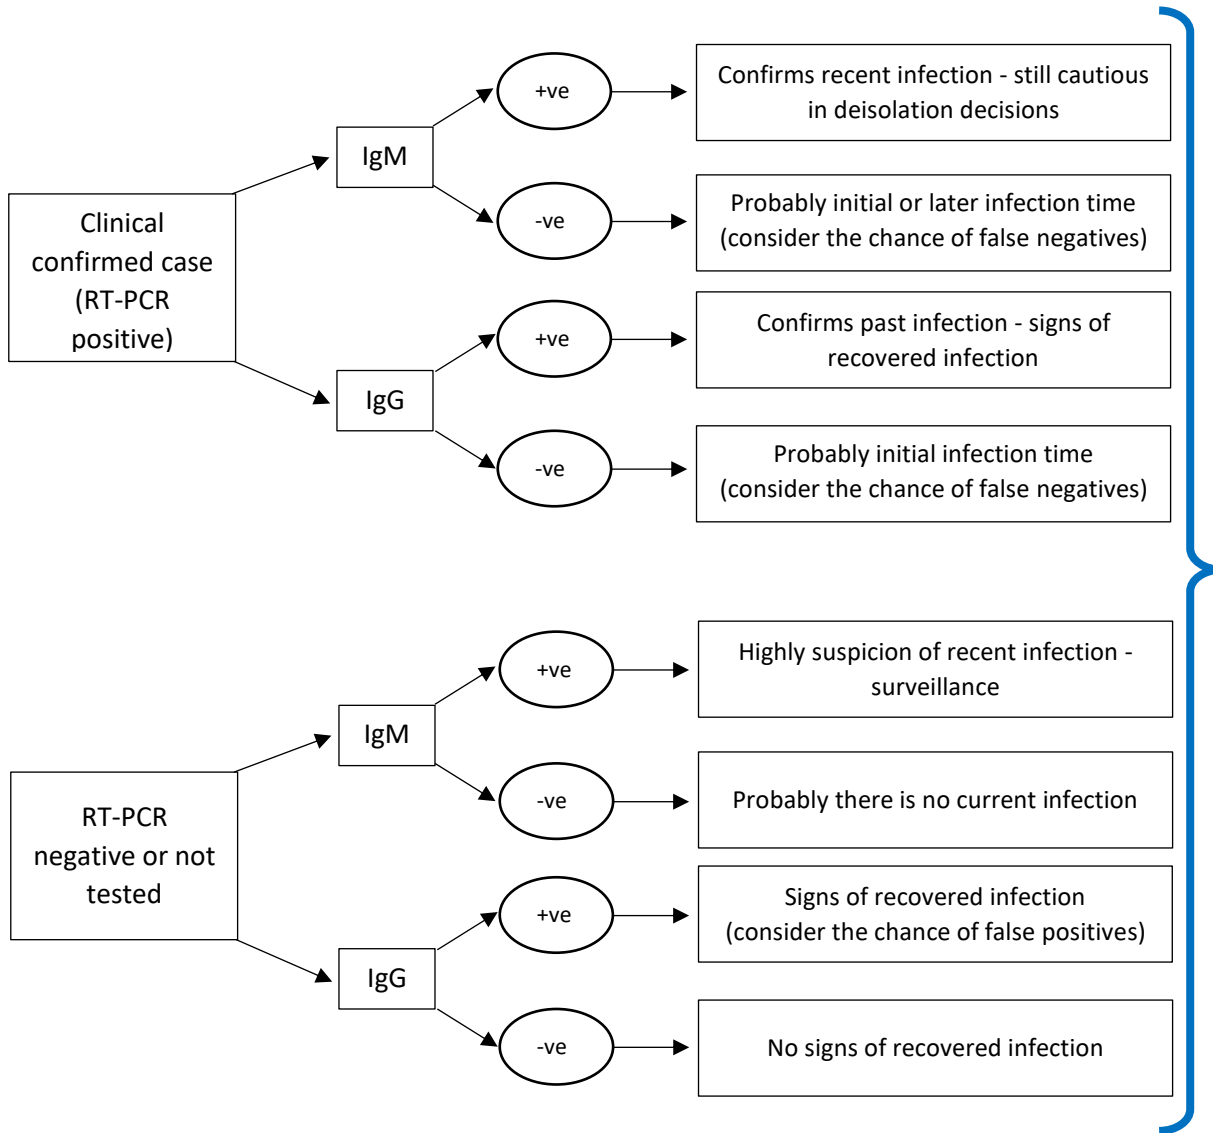 Clinical
confirmed case
(RT-PCR
positive)
IgM
+ve
Confirms recent infection - still cautious
in deisolation decisions
-ve
Probably initial or later infection time
(consider the chance of false negatives)
IgG
+ve
Confirms past infection - signs of
recovered infection
-ve
Probably initial infection time
(consider the chance of false negatives)
RT-PCR
negative or not
tested
IgM
+ve
Highly suspicion of recent infection -
surveillance
-ve
Probably there is no current infection
IgG
+ve
Signs of recovered infection
(consider the chance of false positives)
-ve
No signs of recovered infection